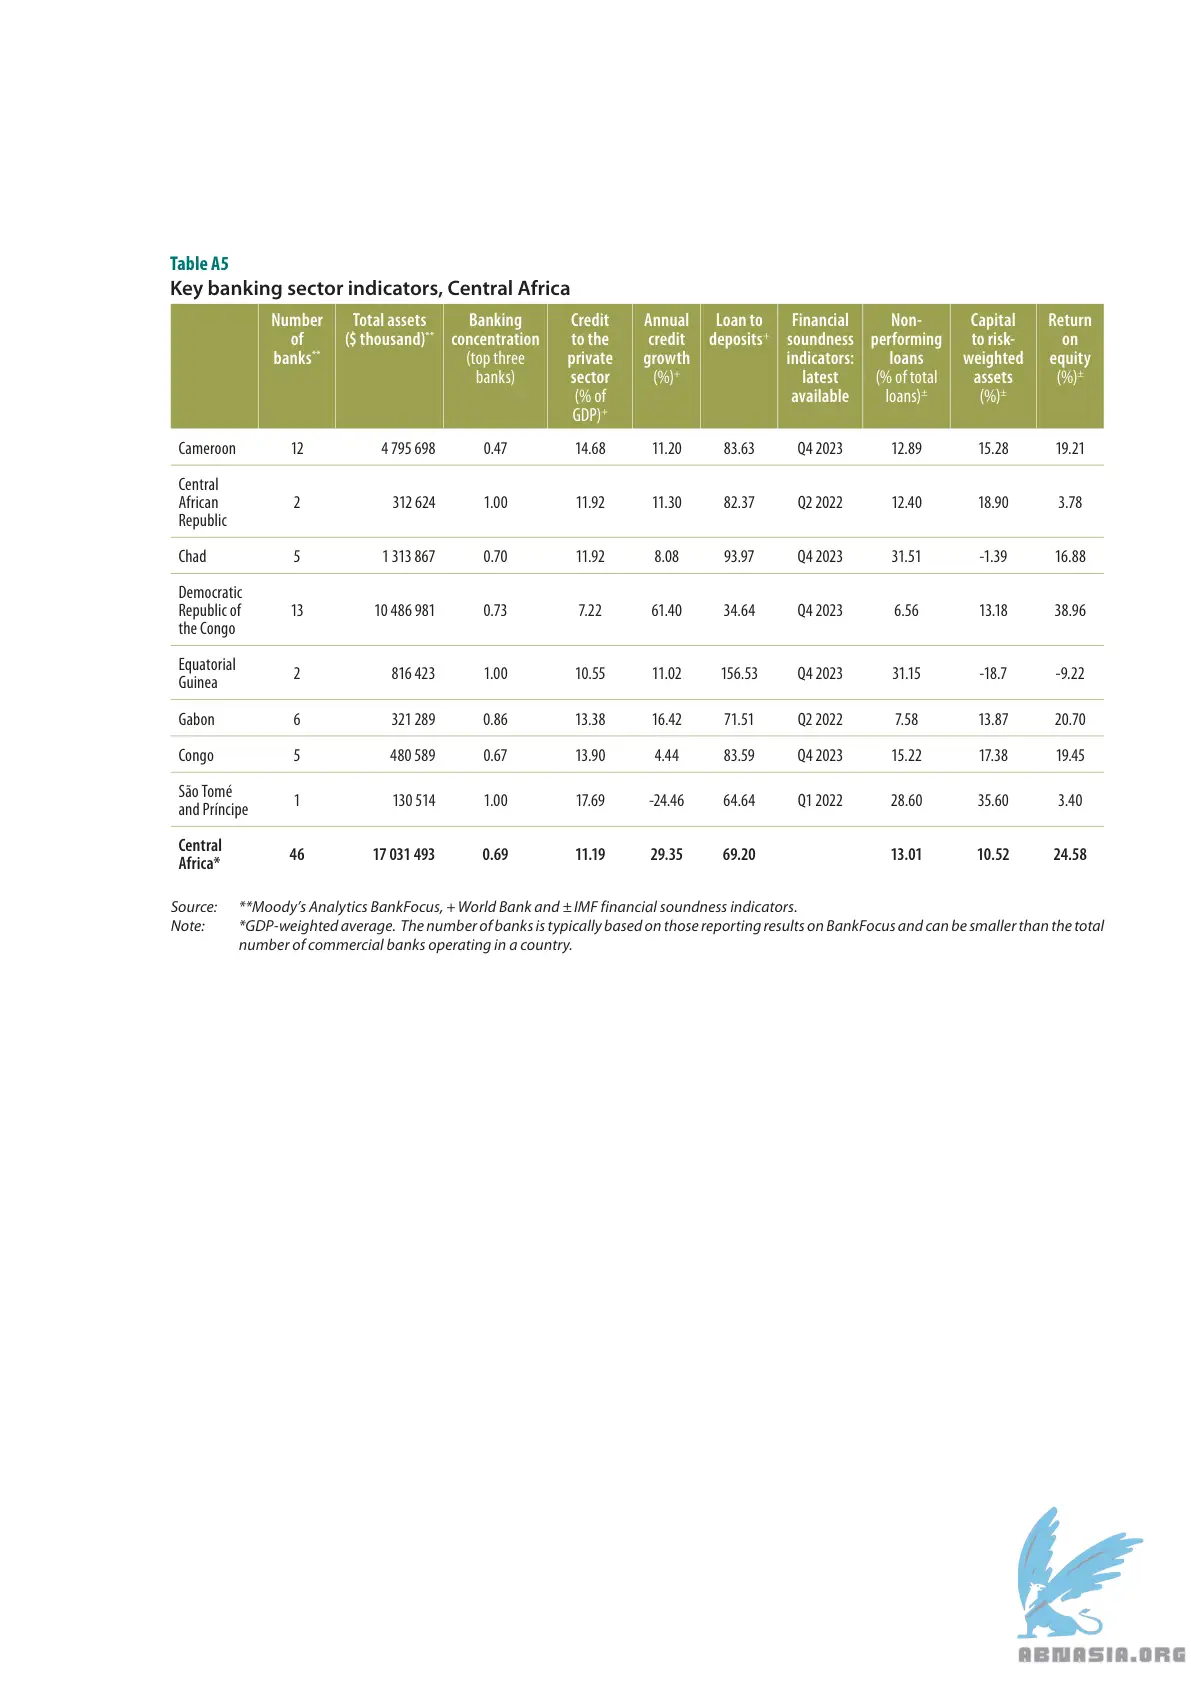 Table A5
Key banking sector indicators, Central Africa
Number of banks** Total assets ($ thousand)** Banking concentration (top three banks) Credit to the private sector (% of GDP)+ Annual credit growth (%)+ Loan to deposits+ Financial soundness indicators: latest available Non-performing loans (% of total loans)± Capital to risk-weighted assets (%)± Return on equity (%)±
Cameroon 12 4 795 698 0.47 14.68 11.20 83.63 Q4 2023 12.89 15.28 19.21
Central African Republic 2 312 624 1.00 11.92 11.30 82.37 Q2 2022 12.40 18.90 3.78
Chad 5 1 313 867 0.70 11.92 8.08 93.97 Q4 2023 31.51 -1.39 16.88
Democratic Republic of the Congo 13 10 486 981 0.73 7.22 61.40 34.64 Q4 2023 6.56 13.18 38.96
Equatorial Guinea 2 816 423 1.00 10.55 11.02 156.53 Q4 2023 31.15 -18.7 -9.22
Gabon 6 321 289 0.86 13.38 16.42 71.51 Q2 2022 7.58 13.87 20.70
Congo 5 480 589 0.67 13.90 4.44 83.59 Q4 2023 15.22 17.38 19.45
São Tomé and Príncipe 1 130 514 1.00 17.69 -24.46 64.64 Q1 2022 28.60 35.60 3.40
Central Africa* 46 17 031 493 0.69 11.19 29.35 69.20 13.01 10.52 24.58
Source: **Moody's Analytics BankFocus, + World Bank and ± IMF financial soundness indicators.
Note: *GDP-weighted average. The number of banks is typically based on those reporting results on BankFocus and can be smaller than the total
number of commercial banks operating in a country.
ABNASIA.ORG